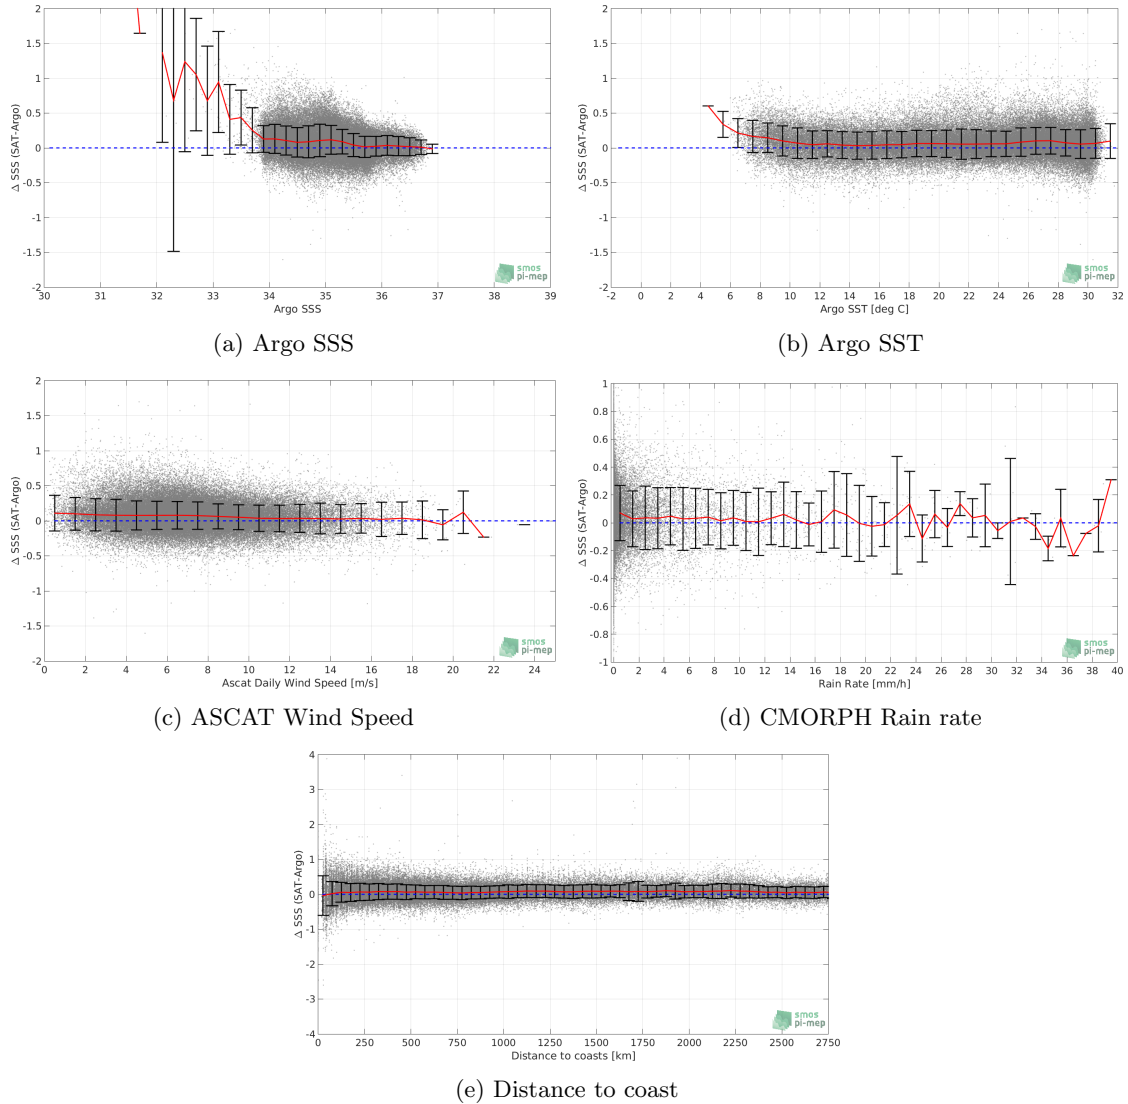 2
1.5
1
0.5
0
-0.5
-1
-1.5
-2
Δ SSS (SAT-Argo)
30 31 32 33 34 35 36 37 38 39
Argo SSS
smos
pi-mep
(a) Argo SSS
2
1.5
1
0.5
0
-0.5
-1
-1.5
-2
Δ SSS (SAT-Argo)
-2 0 2 4 6 8 10 12 14 16 18 20 22 24 26 28 30 32
Argo SST [deg C]
smos
pi-mep
(b) Argo SST
2
1.5
1
0.5
0
-0.5
-1
-1.5
-2
Δ SSS (SAT-Argo)
0 2 4 6 8 10 12 14 16 18 20 22 24
Ascat Daily Wind Speed [m/s]
smos
pi-mep
(c) ASCAT Wind Speed
1
0.8
0.6
0.4
0.2
0
-0.2
-0.4
-0.6
-0.8
-1
Δ SSS (SAT-Argo)
0 2 4 6 8 10 12 14 16 18 20 22 24 26 28 30 32 34 36 38 40
Rain Rate [mm/h]
smos
pi-mep
(d) CMORPH Rain rate
4
3
2
1
0
-1
-2
-3
-4
Δ SSS (SAT-Argo)
0 250 500 750 1000 1250 1500 1750 2000 2250 2500 2750
Distance to coasts [km]
smos
pi-mep
(e) Distance to coast